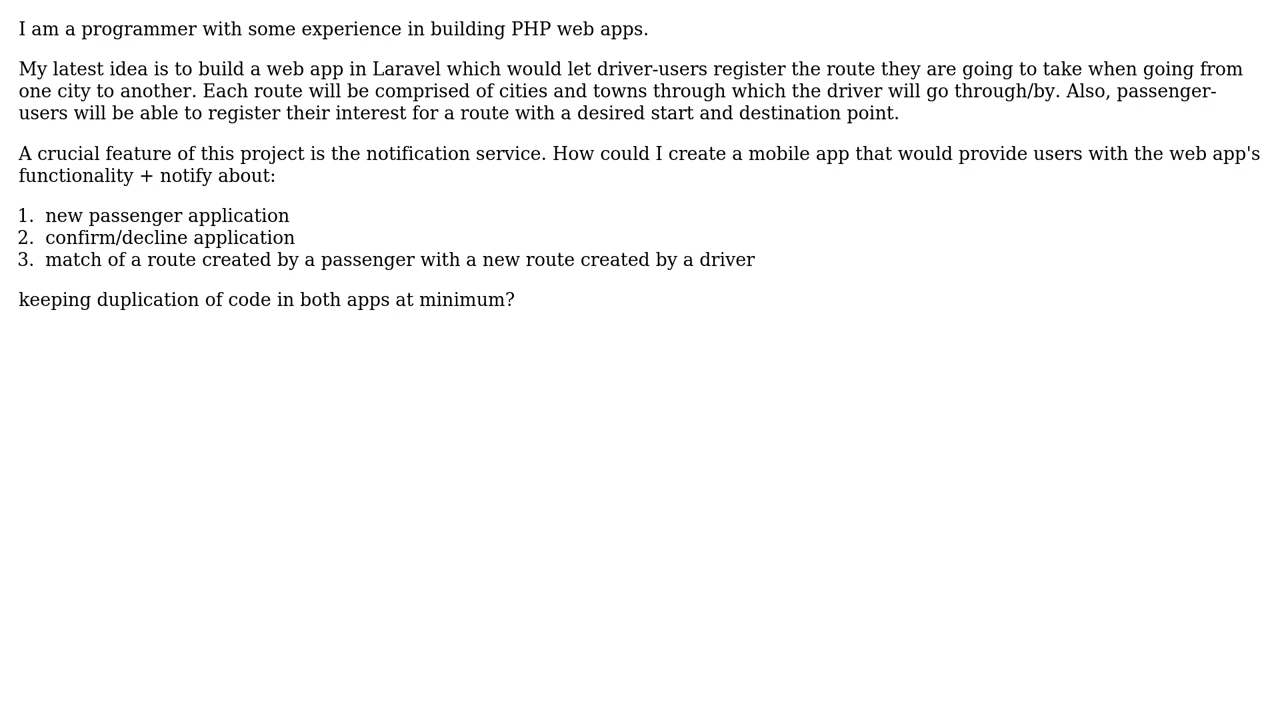 I am a programmer with some experience in building PHP web apps.
My latest idea is to build a web app in Laravel which would let driver-users register the route they are going to take when going from
one city to another. Each route will be comprised of cities and towns through which the driver will go through/by. Also, passenger-
users will be able to register their interest for a route with a desired start and destination point.
A crucial feature of this project is the notification service. How could I create a mobile app that would provide users with the web app's
functionality + notify about:
1. new passenger application
2. confirm/decline application
3. match of a route created by a passenger with a new route created by a driver
keeping duplication of code in both apps at minimum?